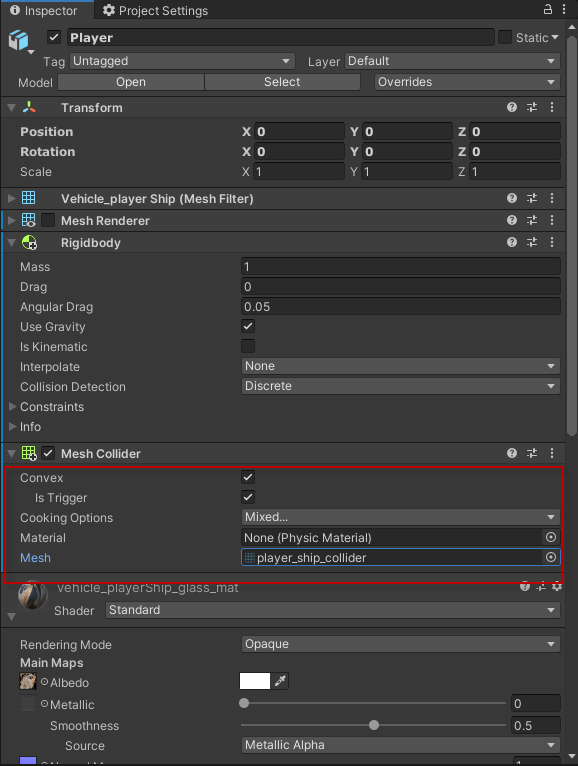 Inspector Project Settings
Player Static
Tag Untagged Layer Default
Model Open Select Overrides
Transform
Position X 0 Y 0 Z 0
Rotation X 0 Y 0 Z 0
Scale X 1 Y 1 Z 1
Vehicle_player Ship (Mesh Filter)
Mesh Renderer
Rigidbody
Mass 1
Drag 0
Angular Drag 0.05
Use Gravity
Is Kinematic
Interpolate None
Collision Detection Discrete
Constraints
Info
Mesh Collider
Convex
Is Trigger
Cooking Options Mixed...
Material None (Physic Material)
Mesh player_ship_collider
vehicle_playerShip_glass_mat
Shader Standard
Rendering Mode Opaque
Main Maps
Albedo
Metallic 0
Smoothness 0.5
Source Metallic Alpha